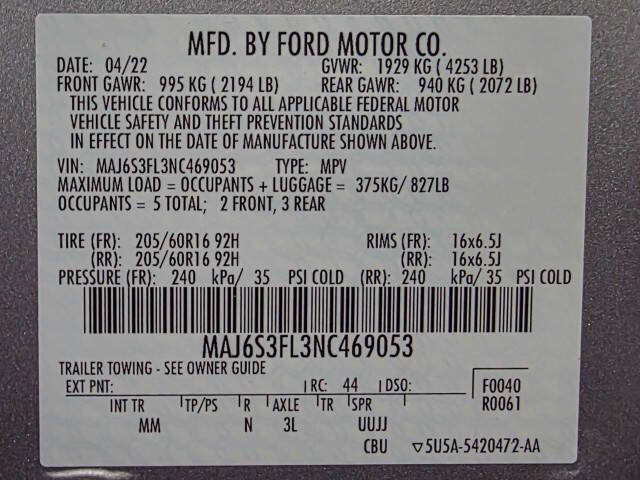 MFD. BY FORD MOTOR CO.
DATE: 04/22 GVWR: 1929 KG ( 4253 LB)
FRONT GAWR: 995 KG ( 2194 LB) REAR GAWR: 940 KG ( 2072 LB)
THIS VEHICLE CONFORMS TO ALL APPLICABLE FEDERAL MOTOR
VEHICLE SAFETY AND THEFT PREVENTION STANDARDS
IN EFFECT ON THE DATE OF MANUFACTURE SHOWN ABOVE.
VIN: MAJ6S3FL3NC469053 TYPE: MPV
MAXIMUM LOAD = OCCUPANTS + LUGGAGE = 375KG/ 827LB
OCCUPANTS = 5 TOTAL; 2 FRONT, 3 REAR
TIRE (FR): 205/60R16 92H RIMS (FR): 16x6.5J
(RR): 205/60R16 92H (RR): 16x6.5J
PRESSURE (FR): 240 kPa/ 35 PSI COLD (RR): 240 kPa/ 35 PSI COLD
MAJ6S3FL3NC469053
TRAILER TOWING - SEE OWNER GUIDE
EXT PNT: RC: 44 DSO: F0040
INT TR TP/PS R AXLE TR SPR R0061
MM N 3L UUJJ
CBU ▽5U5A-5420472-AA